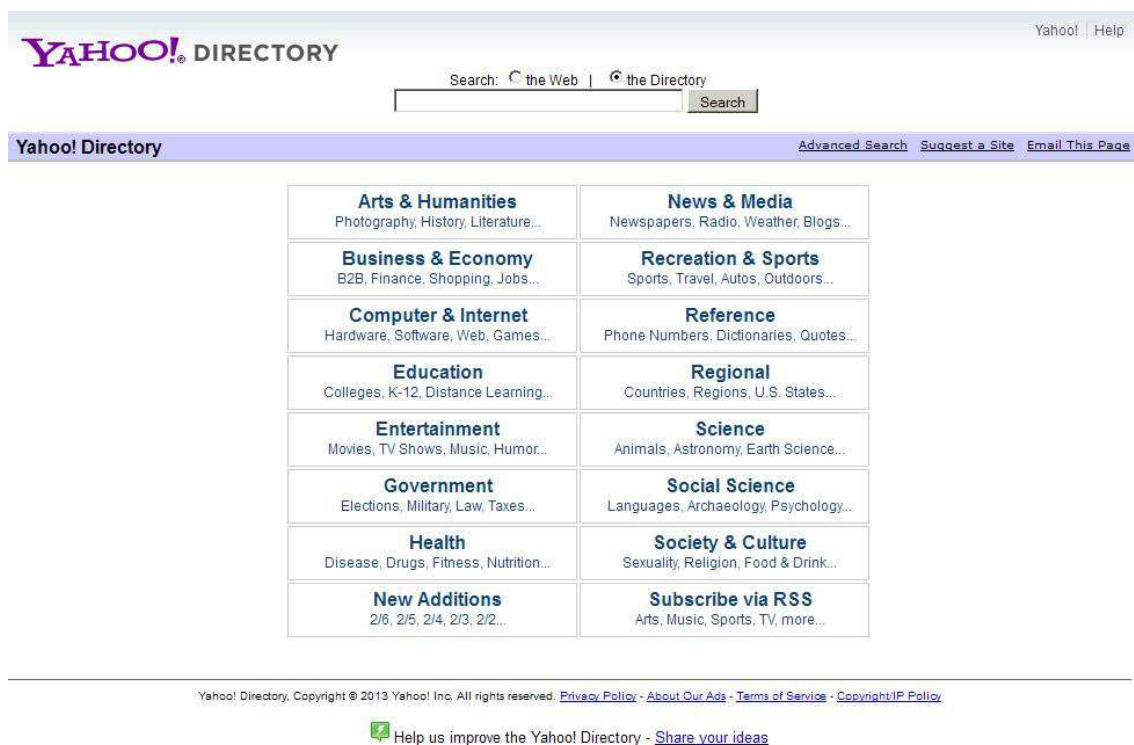 Yahoo! | Help
YAHOO!® DIRECTORY
Search: the Web | the Directory
Search
Yahoo! Directory
Advanced Search Suggest a Site Email This Page
Arts & Humanities
Photography, History, Literature...
News & Media
Newspapers, Radio, Weather, Blogs...
Business & Economy
B2B, Finance, Shopping, Jobs...
Recreation & Sports
Sports, Travel, Autos, Outdoors...
Computer & Internet
Hardware, Software, Web, Games...
Reference
Phone Numbers, Dictionaries, Quotes...
Education
Colleges, K-12, Distance Learning...
Regional
Countries, Regions, U.S. States...
Entertainment
Movies, TV Shows, Music, Humor...
Science
Animals, Astronomy, Earth Science...
Government
Elections, Military, Law, Taxes...
Social Science
Languages, Archaeology, Psychology...
Health
Disease, Drugs, Fitness, Nutrition...
Society & Culture
Sexuality, Religion, Food & Drink...
New Additions
2/6, 2/5, 2/4, 2/3, 2/2...
Subscribe via RSS
Arts, Music, Sports, TV, more...
Yahoo! Directory, Copyright © 2013 Yahoo! Inc. All rights reserved. Privacy Policy - About Our Ads - Terms of Service - Copyright/IP Policy
Help us improve the Yahoo! Directory - Share your ideas